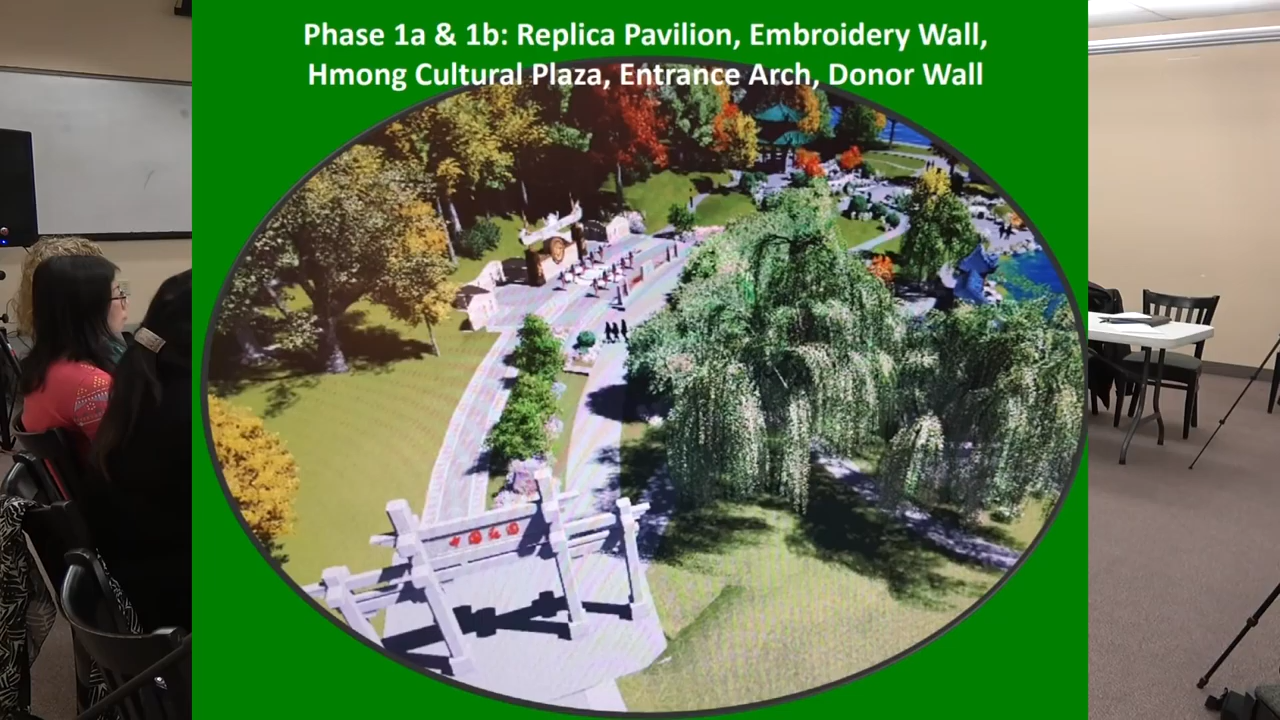 Phase 1a & 1b: Replica Pavilion, Embroidery Wall,
Hmong Cultural Plaza, Entrance Arch, Donor Wall